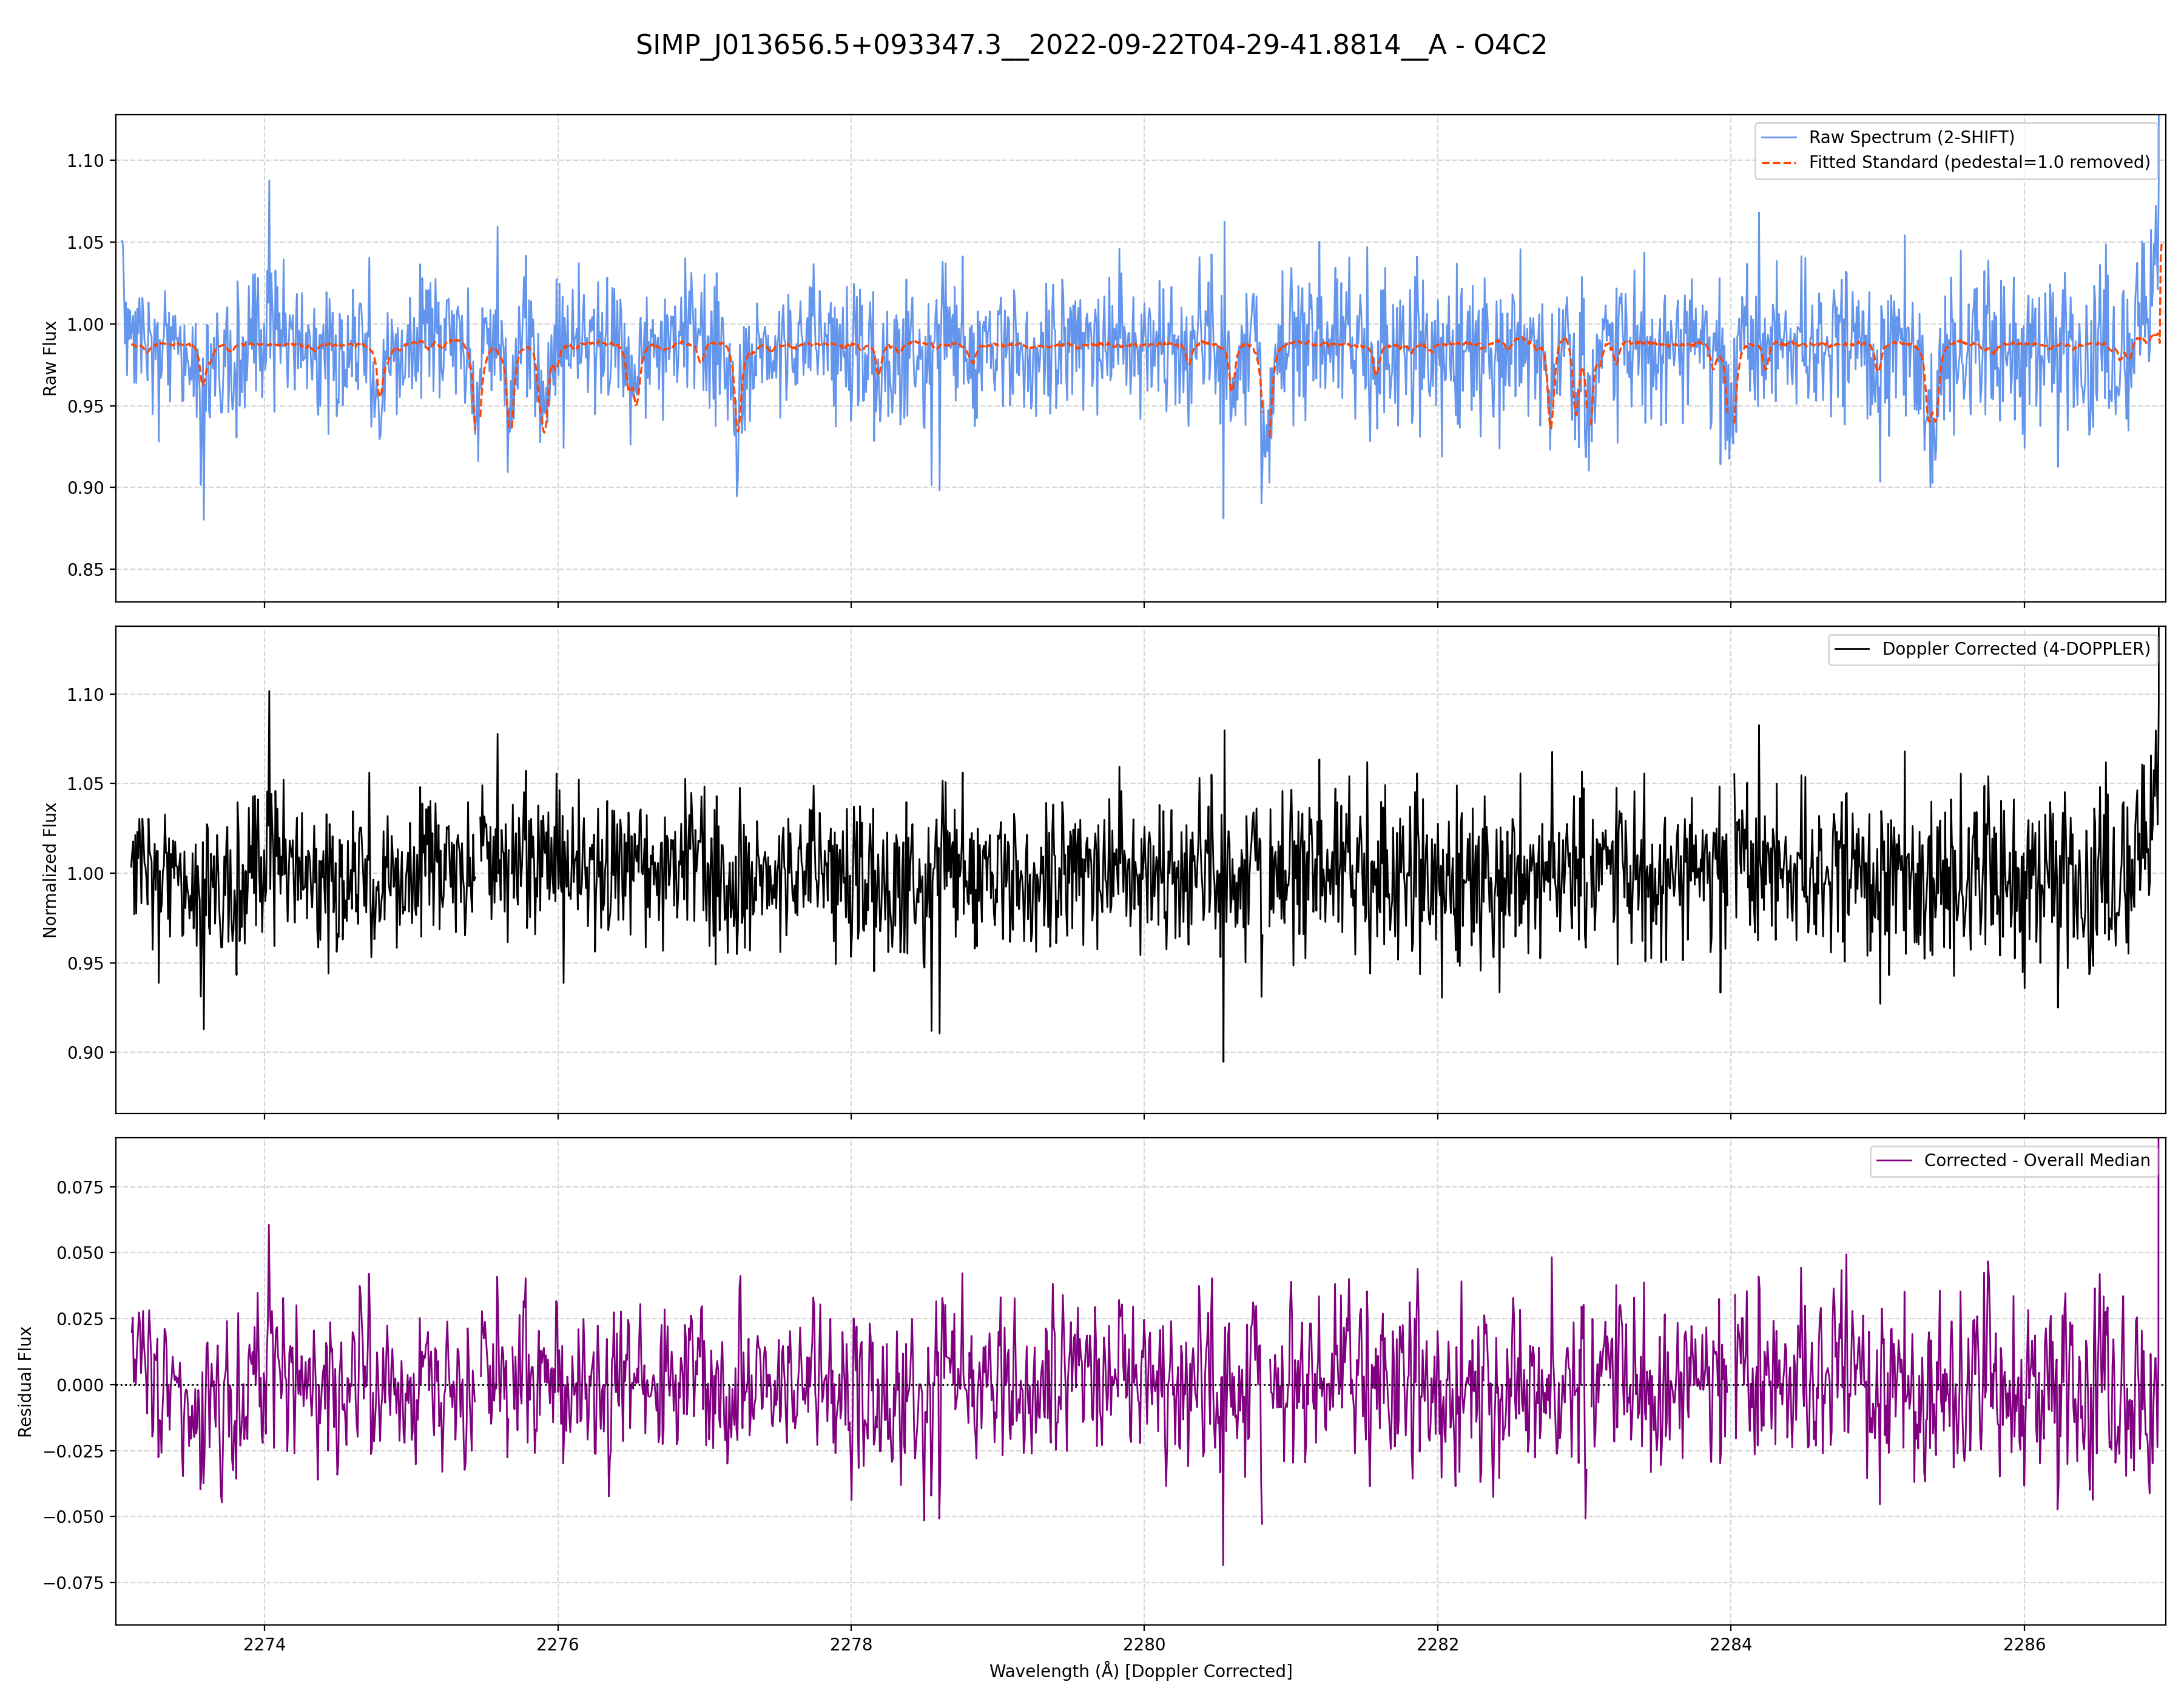 SIMP_J013656.5+093347.3__2022-09-22T04-29-41.8814__A - O4C2
Raw Flux
1.10
1.05
1.00
0.95
0.90
0.85
Raw Spectrum (2-SHIFT)
Fitted Standard (pedestal=1.0 removed)
Normalized Flux
1.10
1.05
1.00
0.95
0.90
Doppler Corrected (4-DOPPLER)
Residual Flux
0.075
0.050
0.025
0.000
−0.025
−0.050
−0.075
Corrected - Overall Median
2274 2276 2278 2280 2282 2284 2286
Wavelength (Å) [Doppler Corrected]